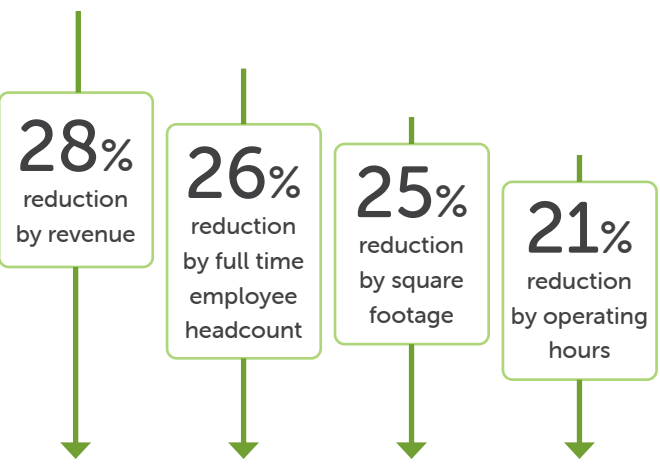 28%
reduction
by revenue
26%
reduction
by full time
employee
headcount
25%
reduction
by square
footage
21%
reduction
by operating
hours